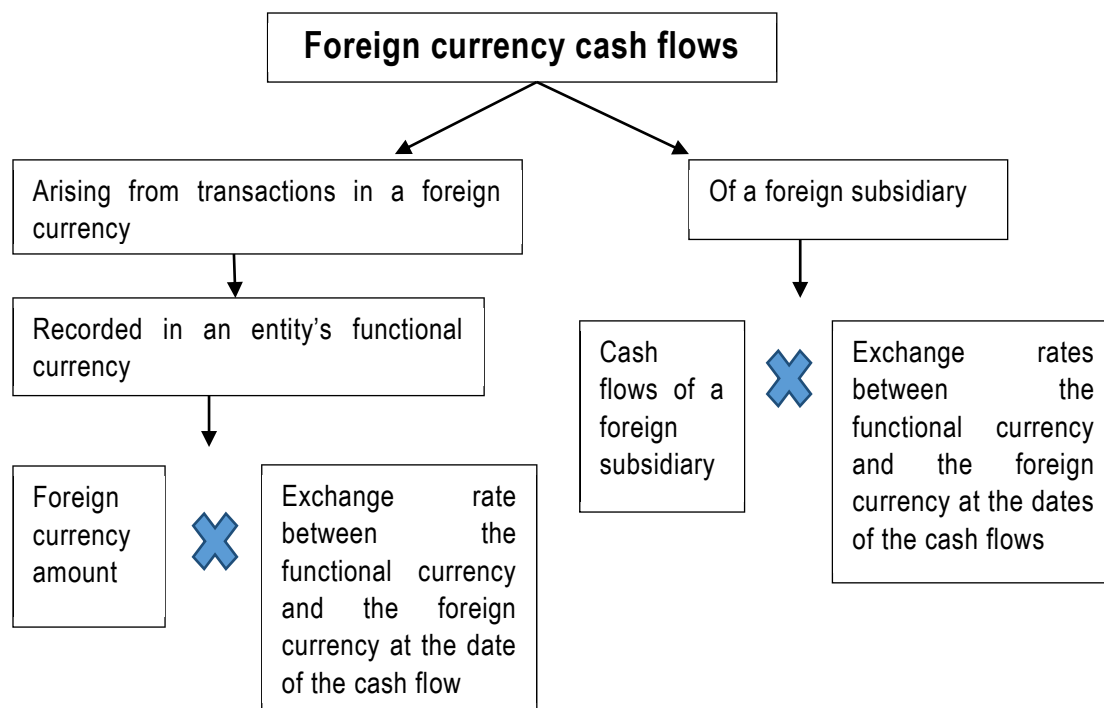 Foreign currency cash flows
Arising from transactions in a foreign
currency
Recorded in an entity’s functional
currency
Foreign
currency
amount
Exchange rate
between the
functional currency
and the foreign
currency at the date
of the cash flow
Of a foreign subsidiary
Cash
flows of a
foreign
subsidiary
Exchange rates
between the
functional currency
and the foreign
currency at the dates
of the cash flows